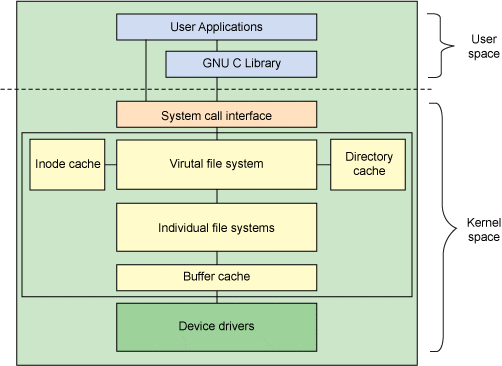 User Applications
GNU C Library
User
space
System call interface
Inode cache
Virutal file system
Directory
cache
Individual file systems
Kernel
space
Buffer cache
Device drivers